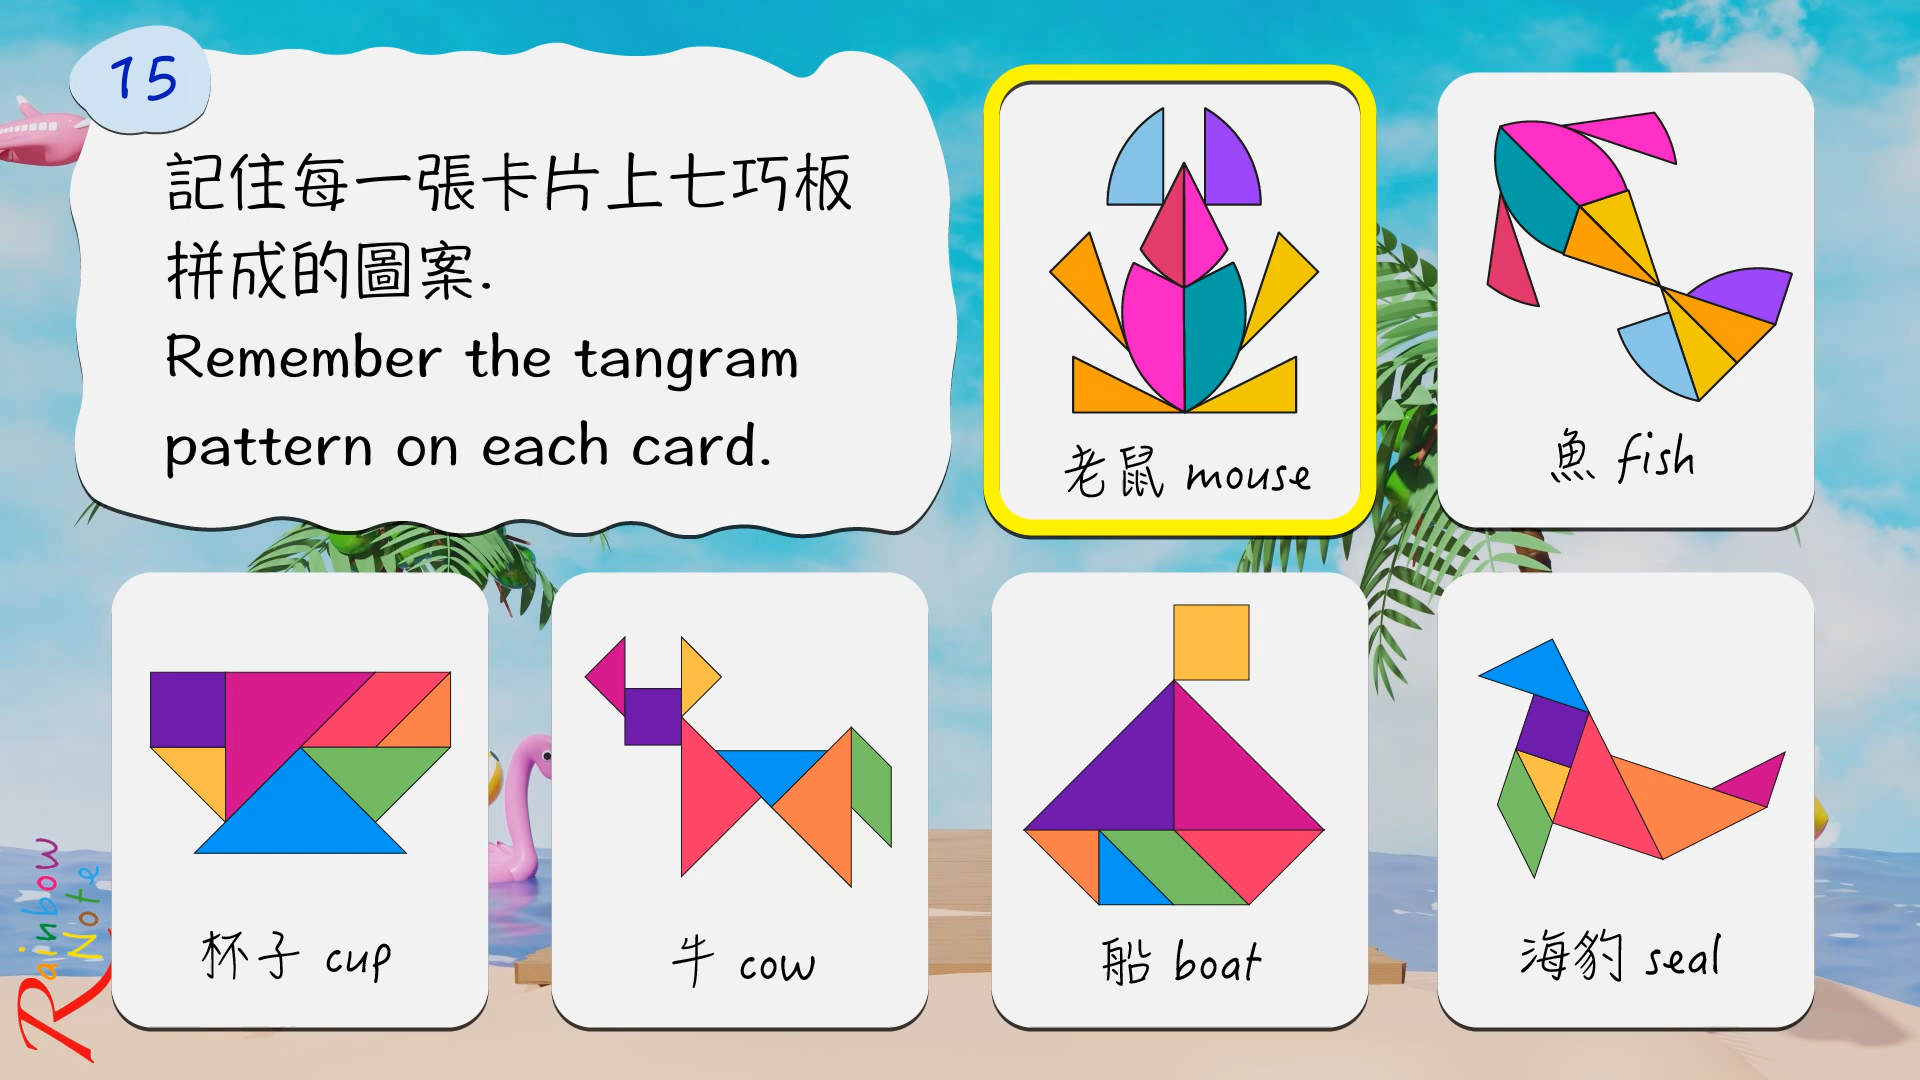 15
記住每一張卡片上七巧板
拼成的圖案.
Remember the tangram
pattern on each card.
老鼠 mouse
魚 fish
杯子 cup
牛 cow
船 boat
海豹 seal
Rainbow
Note